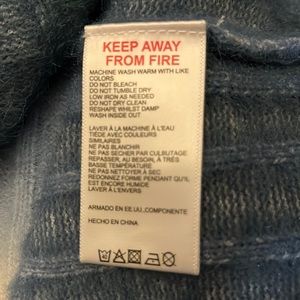 KEEP AWAY
FROM FIRE
MACHINE WASH WARM WITH LIKE
COLORS
DO NOT BLEACH
DO NOT TUMBLE DRY
LOW IRON AS NEEDED
DO NOT DRY CLEAN
RESHAPE WHILST DAMP
WASH INSIDE OUT
LAVER À LA MACHINE À L'EAU
TIEDE AVEC COULEURS
SIMILAIRES
NE PAS BLANCHIR
NE PAS SECHER PAR CULBUTAGE
REPASSER, AU BESOIN, À TRÉS
BASSE TEMPERATURE
NE PAS NETTOYER À SEC
REDONNEZ FORME PENDANT QU'IL
EST ENCORE HUMIDE
LAVER À L'ENVERS
ARMADO EN EE.UU..COMPONENTE
HECHO EN CHINA